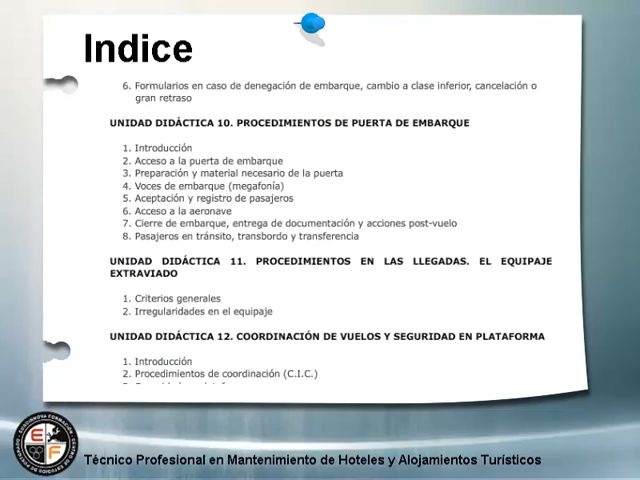 Indice
6. Formularios en caso de denegación de embarque, cambio a clase inferior, cancelación o
gran retraso
UNIDAD DIDÁCTICA 10. PROCEDIMIENTOS DE PUERTA DE EMBARQUE
1. Introducción
2. Acceso a la puerta de embarque
3. Preparación y material necesario de la puerta
4. Voces de embarque (megafonía)
5. Aceptación y registro de pasajeros
6. Acceso a la aeronave
7. Cierre de embarque, entrega de documentación y acciones post-vuelo
8. Pasajeros en tránsito, transbordo y transferencia
UNIDAD DIDÁCTICA 11. PROCEDIMIENTOS EN LAS LLEGADAS. EL EQUIPAJE
EXTRAVIADO
1. Criterios generales
2. Irregularidades en el equipaje
UNIDAD DIDÁCTICA 12. COORDINACIÓN DE VUELOS Y SEGURIDAD EN PLATAFORMA
1. Introducción
2. Procedimientos de coordinación (C.I.C.)
E F
Técnico Profesional en Mantenimiento de Hoteles y Alojamientos Turísticos